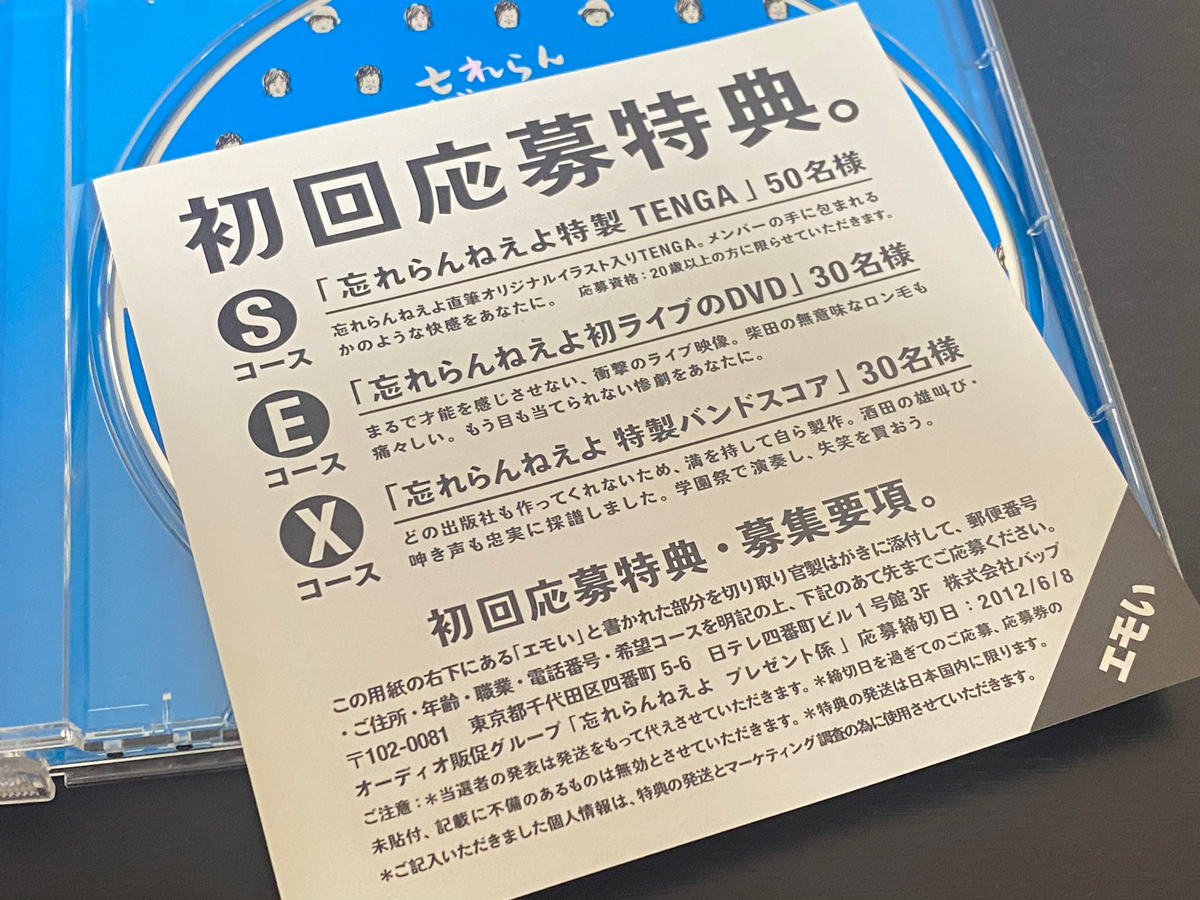 忘れらん
初回応募特典。
S
コース
「忘れらんねえよ特製 TENGA」50名様
忘れらんねえよ直筆オリジナルイラスト入りTENGA。メンバーの手に包まれる
かのような快感をあなたに。 応募資格：20歳以上の方に限らせていただきます。
E
コース
「忘れらんねえよ初ライブのDVD」30名様
まるで才能を感じさせない、衝撃のライブ映像。柴田の無意味なロン毛も
痛々しい。もう目も当てられない惨劇をあなたに。
X
コース
「忘れらんねえよ 特製バンドスコア」30名様
どの出版社も作ってくれないため、満を持して自ら製作。酒田の雄叫び・
呻き声も忠実に採譜しました。学園祭で演奏し、失笑を買おう。
初回応募特典・募集要項。
この用紙の右下にある「エモい」と書かれた部分を切り取り官製はがきに添付して、郵便番号
・ご住所・年齢・職業・電話番号・希望コースを明記の上、下記のあて先までご応募ください。
〒102-0081 東京都千代田区四番町5-6 日テレ四番町ビル1号館3F 株式会社バップ
オーディオ販促グループ「忘れらんねえよ プレゼント係」応募締切日：2012/6/8
ご注意：＊当選者の発表は発送をもって代えさせていただきます。＊締切日を過ぎてのご応募、応募券の
未貼付、記載に不備のあるものは無効とさせていただきます。＊特典の発送は日本国内に限ります。
＊ご記入いただきました個人情報は、特典の発送とマーケティング調査の為に使用させていただきます。
エモい